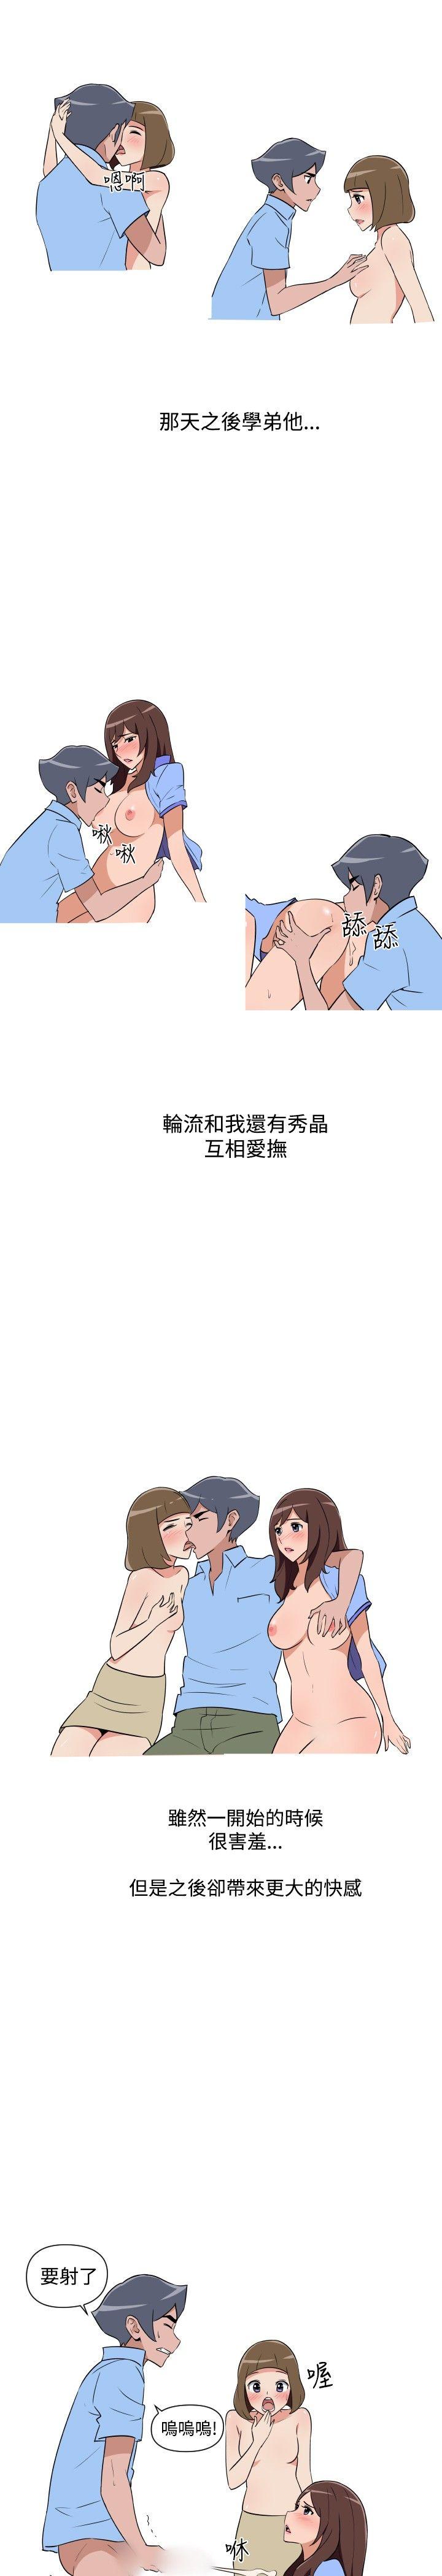 嗯啊
那天之後學弟他...
啾
啾
舔
舔
輪流和我還有秀晶
互相愛撫
雖然一開始的時候
很害羞...
但是之後卻帶來更大的快感
要射了
喔
嗚嗚嗚!
咻